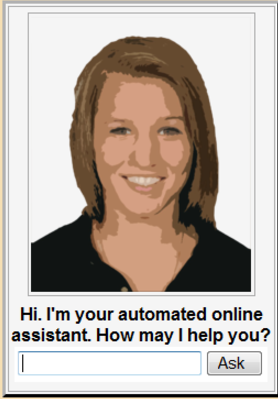 Hi. I'm your automated online
assistant. How may I help you?
Ask